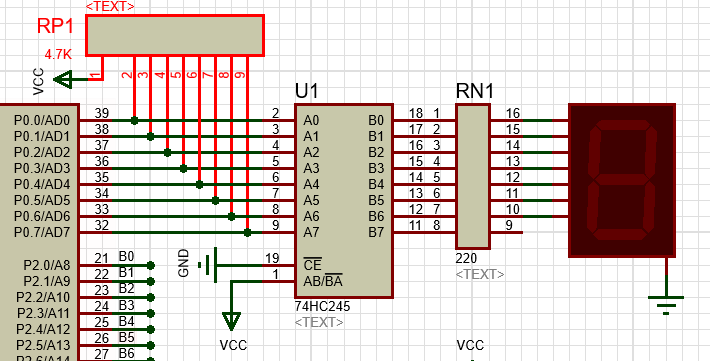 <TEXT>
RP1
4.7K
VCC
1 2 3 4 5 6 7 8 9
U1
RN1
P0.0/AD0 39 2 A0 B0 18 1 16
P0.1/AD1 38 3 A1 B1 17 2 15
P0.2/AD2 37 4 A2 B2 16 3 14
P0.3/AD3 36 5 A3 B3 15 4 13
P0.4/AD4 35 6 A4 B4 14 5 12
P0.5/AD5 34 7 A5 B5 13 6 11
P0.6/AD6 33 8 A6 B6 12 7 10
P0.7/AD7 32 9 A7 B7 11 8 9
GND
P2.0/A8 21 B0 19 CE 220
P2.1/A9 22 B1 1 AB/BA <TEXT>
P2.2/A10 23 B2
P2.3/A11 24 B3 74HC245
P2.4/A12 25 B4 <TEXT>
P2.5/A13 26 B5 VCC VCC
27 B6